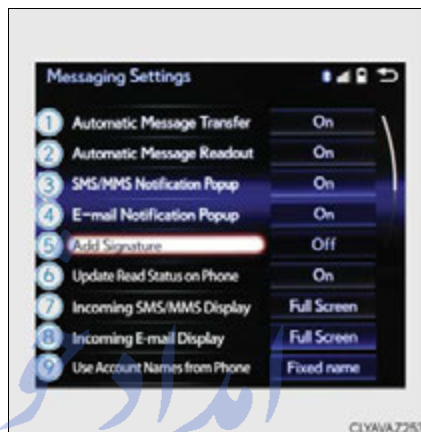 Messaging Settings
1 Automatic Message Transfer On
2 Automatic Message Readout On
3 SMS/MMS Notification Popup On
4 E-mail Notification Popup On
5 Add Signature Off
6 Update Read Status on Phone On
7 Incoming SMS/MMS Display Full Screen
8 Incoming E-mail Display Full Screen
9 Use Account Names from Phone Fixed name
امداد
CLYAVAZ253